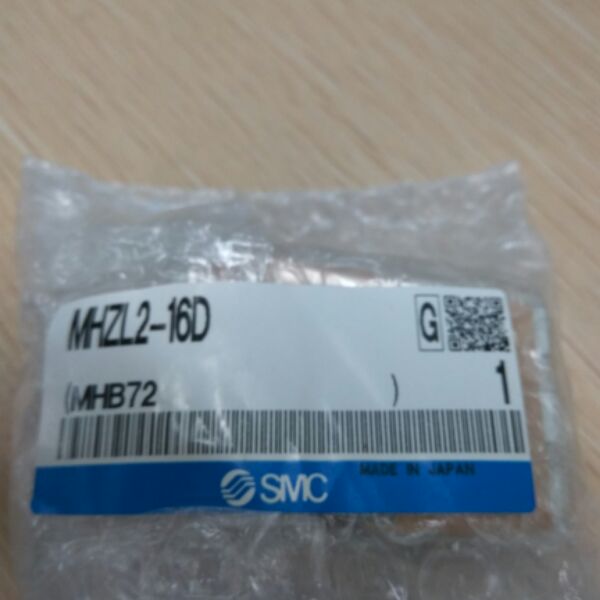 MHZL2-16D
G
(MHB72 )
1
MADE IN JAPAN
SMC